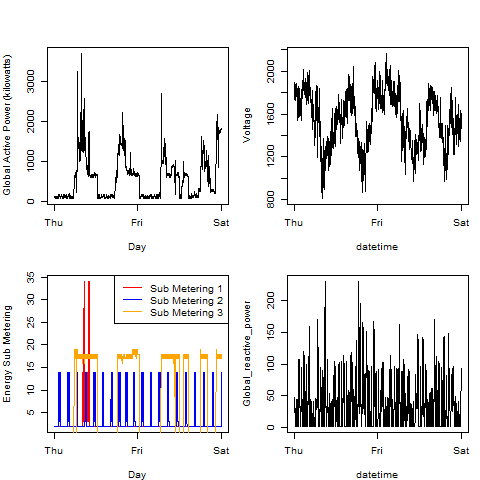 Global Active Power (kilowatts)
0
1000
2000
3000
Thu
Fri
Sat
Day
Voltage
800
1200
1600
2000
Thu
Fri
Sat
datetime
Energy Sub Metering
5
10
15
20
25
30
35
Sub Metering 1
Sub Metering 2
Sub Metering 3
Thu
Fri
Sat
Day
Global_reactive_power
0
50
100
150
200
Thu
Fri
Sat
datetime